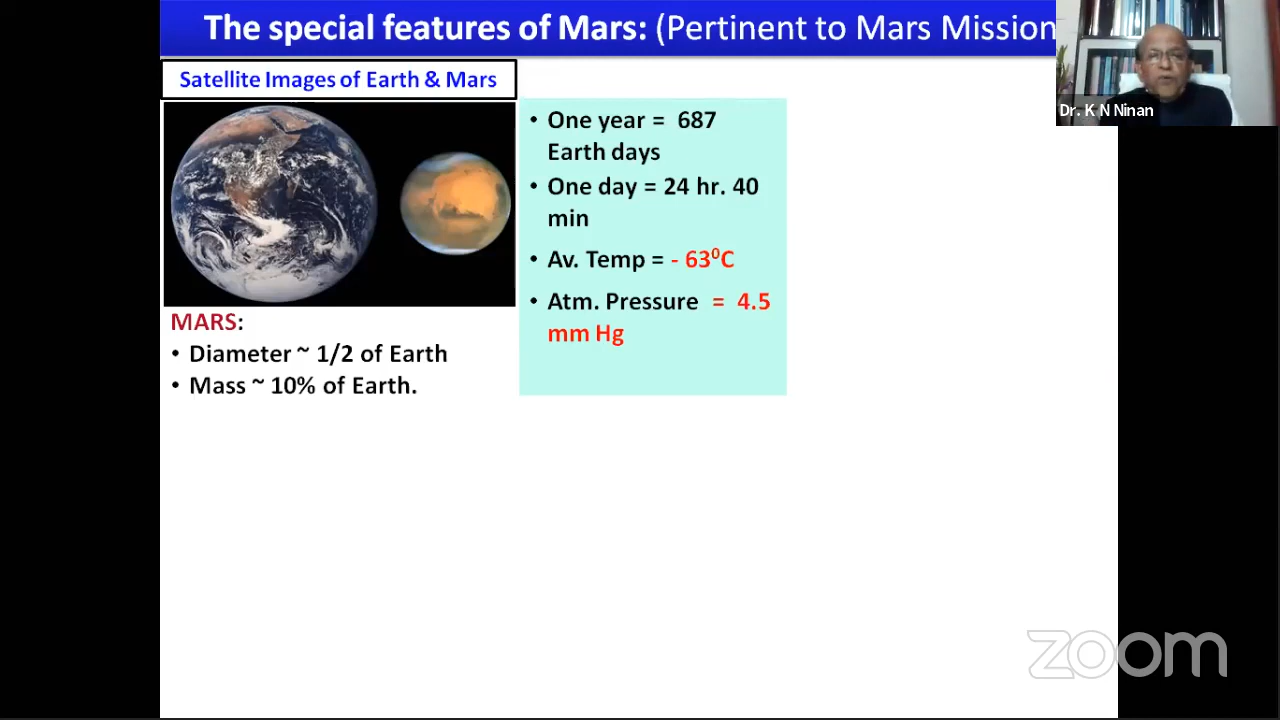 The special features of Mars: (Pertinent to Mars Mission
Dr. K N Ninan
Satellite Images of Earth & Mars
• One year = 687
Earth days
• One day = 24 hr. 40
min
• Av. Temp = - 63⁰C
• Atm. Pressure = 4.5
mm Hg
MARS:
• Diameter ~ 1/2 of Earth
• Mass ~ 10% of Earth.
zoom